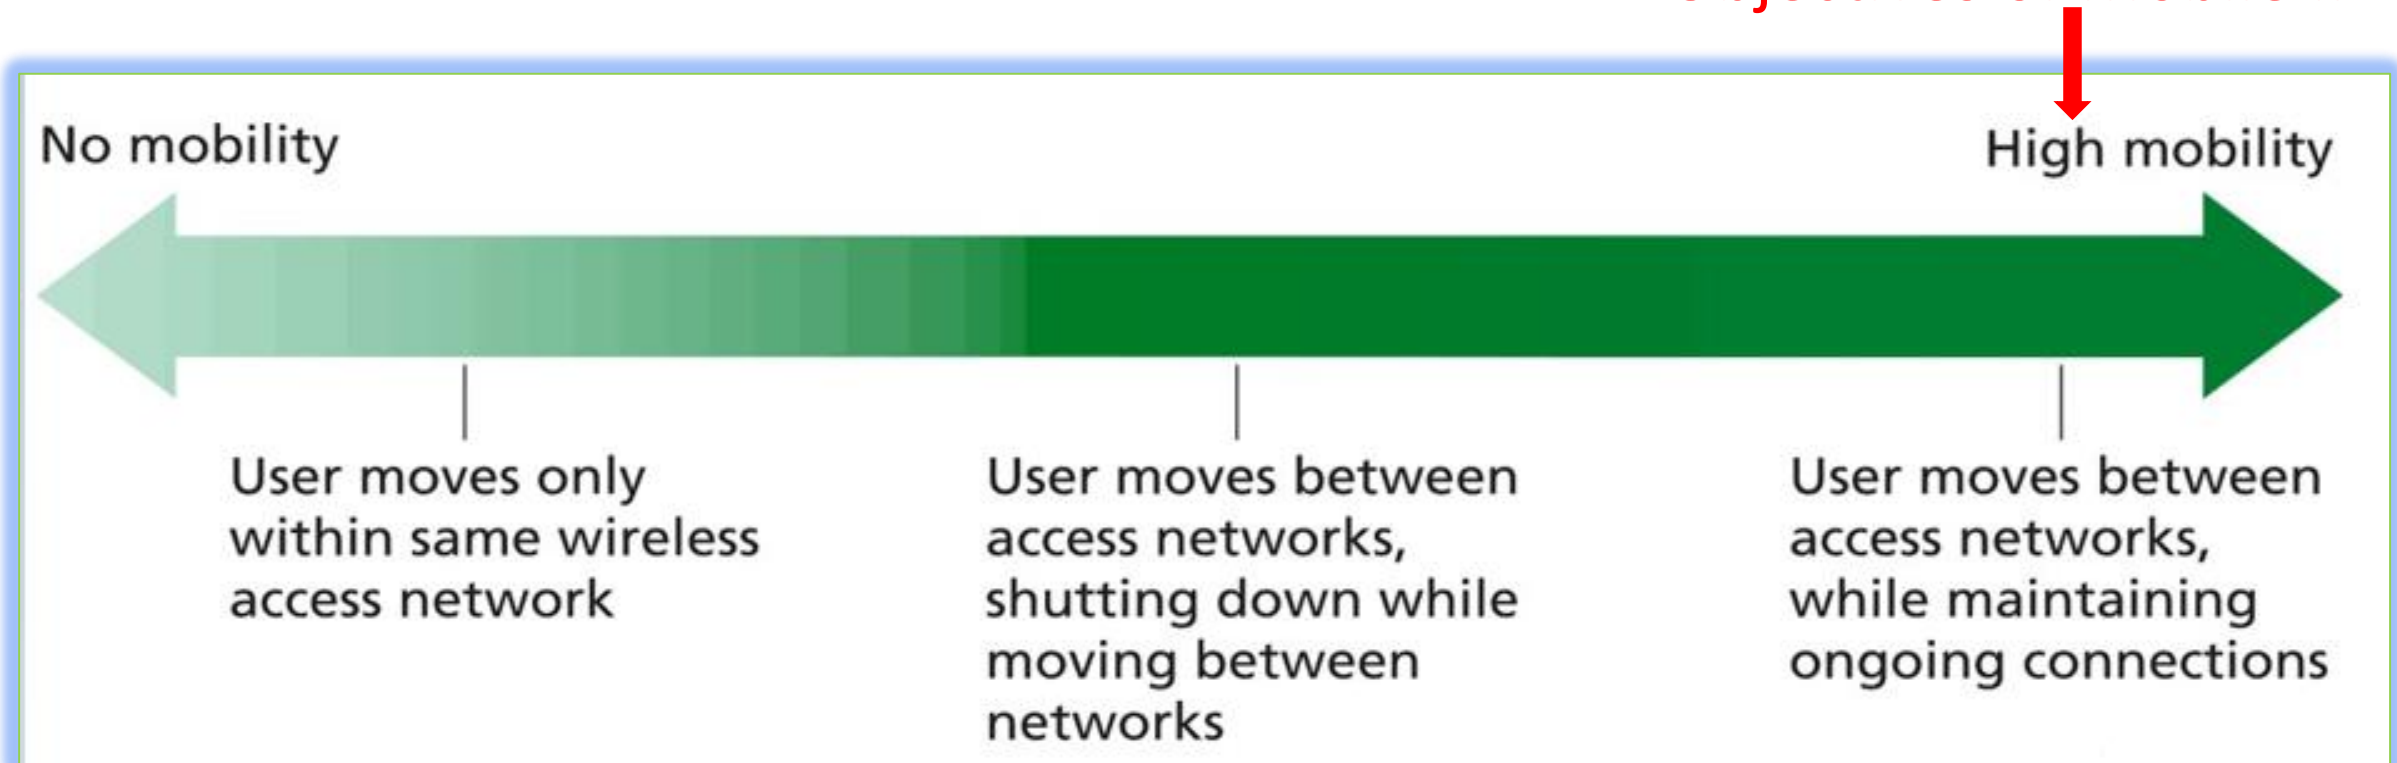 No mobility
High mobility
User moves only
within same wireless
access network
User moves between
access networks,
shutting down while
moving between
networks
User moves between
access networks,
while maintaining
ongoing connections